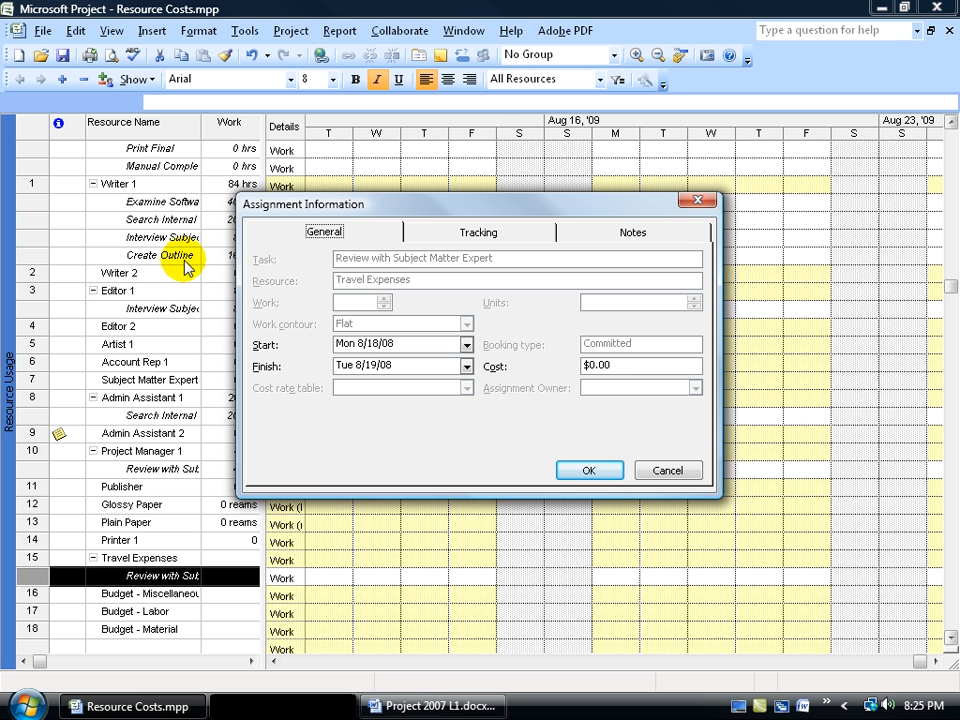 Microsoft Project - Resource Costs.mpp
File Edit View Insert Format Tools Project Report Collaborate Window Help Adobe PDF Type a question for help
No Group
Show Arial 8 B I U All Resources
Resource Name Work Details Aug 16, '09 Aug 23, '09
T W T F S S M T W T F S S
Print Final 0 hrs Work
Manual Comple 0 hrs Work
1 Writer 1 84 hrs Work
Examine Softwa
Search Internal
Interview Subjec
Create Outline
2 Writer 2
3 Editor 1
Interview Subjec
4 Editor 2
5 Artist 1
6 Account Rep 1
7 Subject Matter Expert
8 Admin Assistant 1
Search Internal
9 Admin Assistant 2
10 Project Manager 1
Review with Sub
11 Publisher
12 Glossy Paper 0 reams Work (I
13 Plain Paper 0 reams Work (
14 Printer 1 0 Work
15 Travel Expenses Work
Review with Sub Work
16 Budget - Miscellaneou Work
17 Budget - Labor Work
18 Budget - Material Work
Work
Resource Usage
Assignment Information
General Tracking Notes
Task: Review with Subject Matter Expert
Resource: Travel Expenses
Work: Units:
Work contour: Flat
Start: Mon 8/18/08 Booking type: Committed
Finish: Tue 8/19/08 Cost: $0.00
Cost rate table: Assignment Owner:
OK Cancel
Resource Costs.mpp Project 2007 L1.docx... 8:25 PM